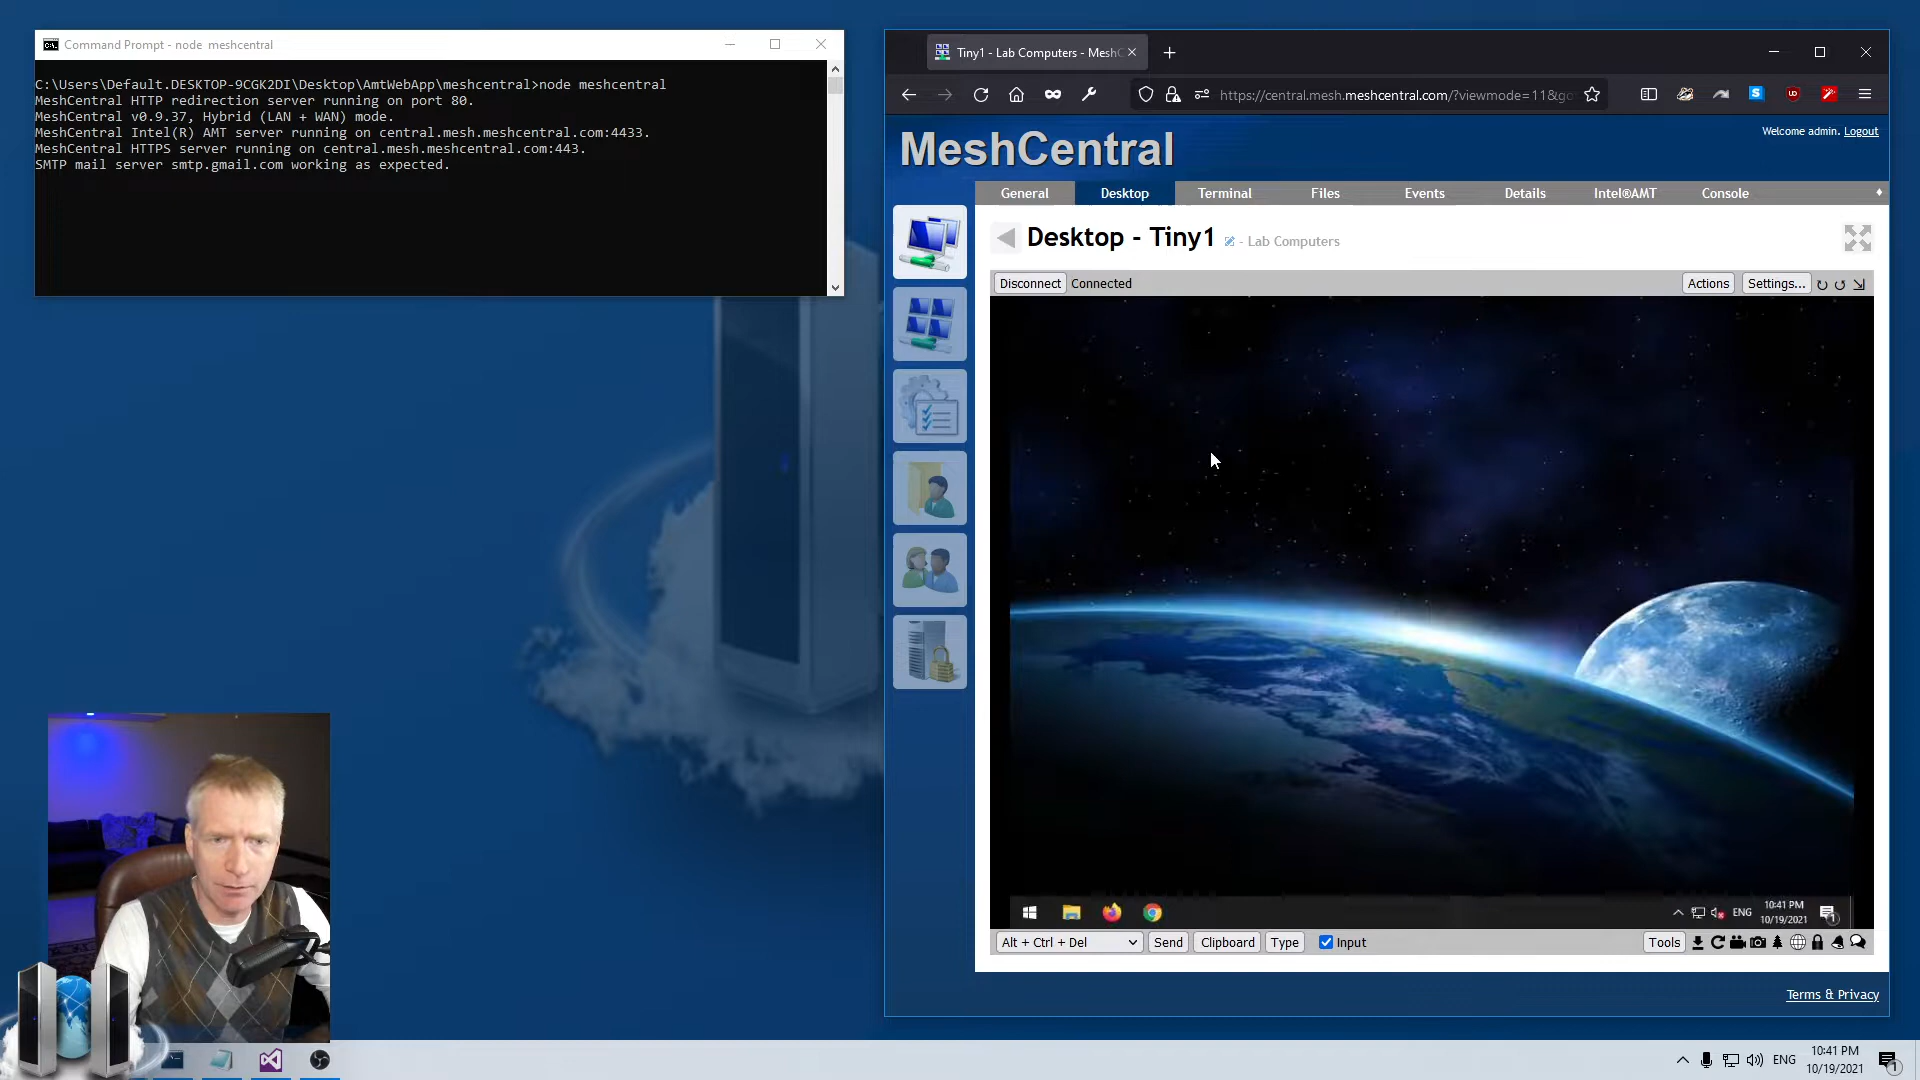 Command Prompt - node  meshcentral
C:\Users\Default.DESKTOP-9CGK2DI\Desktop\AmtWebApp\meshcentral>node meshcentral
MeshCentral HTTP redirection server running on port 80.
MeshCentral v0.9.37, Hybrid (LAN + WAN) mode.
MeshCentral Intel(R) AMT server running on central.mesh.meshcentral.com:4433.
MeshCentral HTTPS server running on central.mesh.meshcentral.com:443.
SMTP mail server smtp.gmail.com working as expected.
Tiny1 - Lab Computers - MeshC
https://central.mesh.meshcentral.com/?viewmode=11&go
MeshCentral
Welcome admin. Logout
General Desktop Terminal Files Events Details Intel®AMT Console
Desktop - Tiny1 - Lab Computers
Disconnect Connected Actions Settings...
ENG 10:41 PM
10/19/2021
1
Alt + Ctrl + Del Send Clipboard Type Input Tools
Terms & Privacy
ENG 10:41 PM
10/19/2021
1